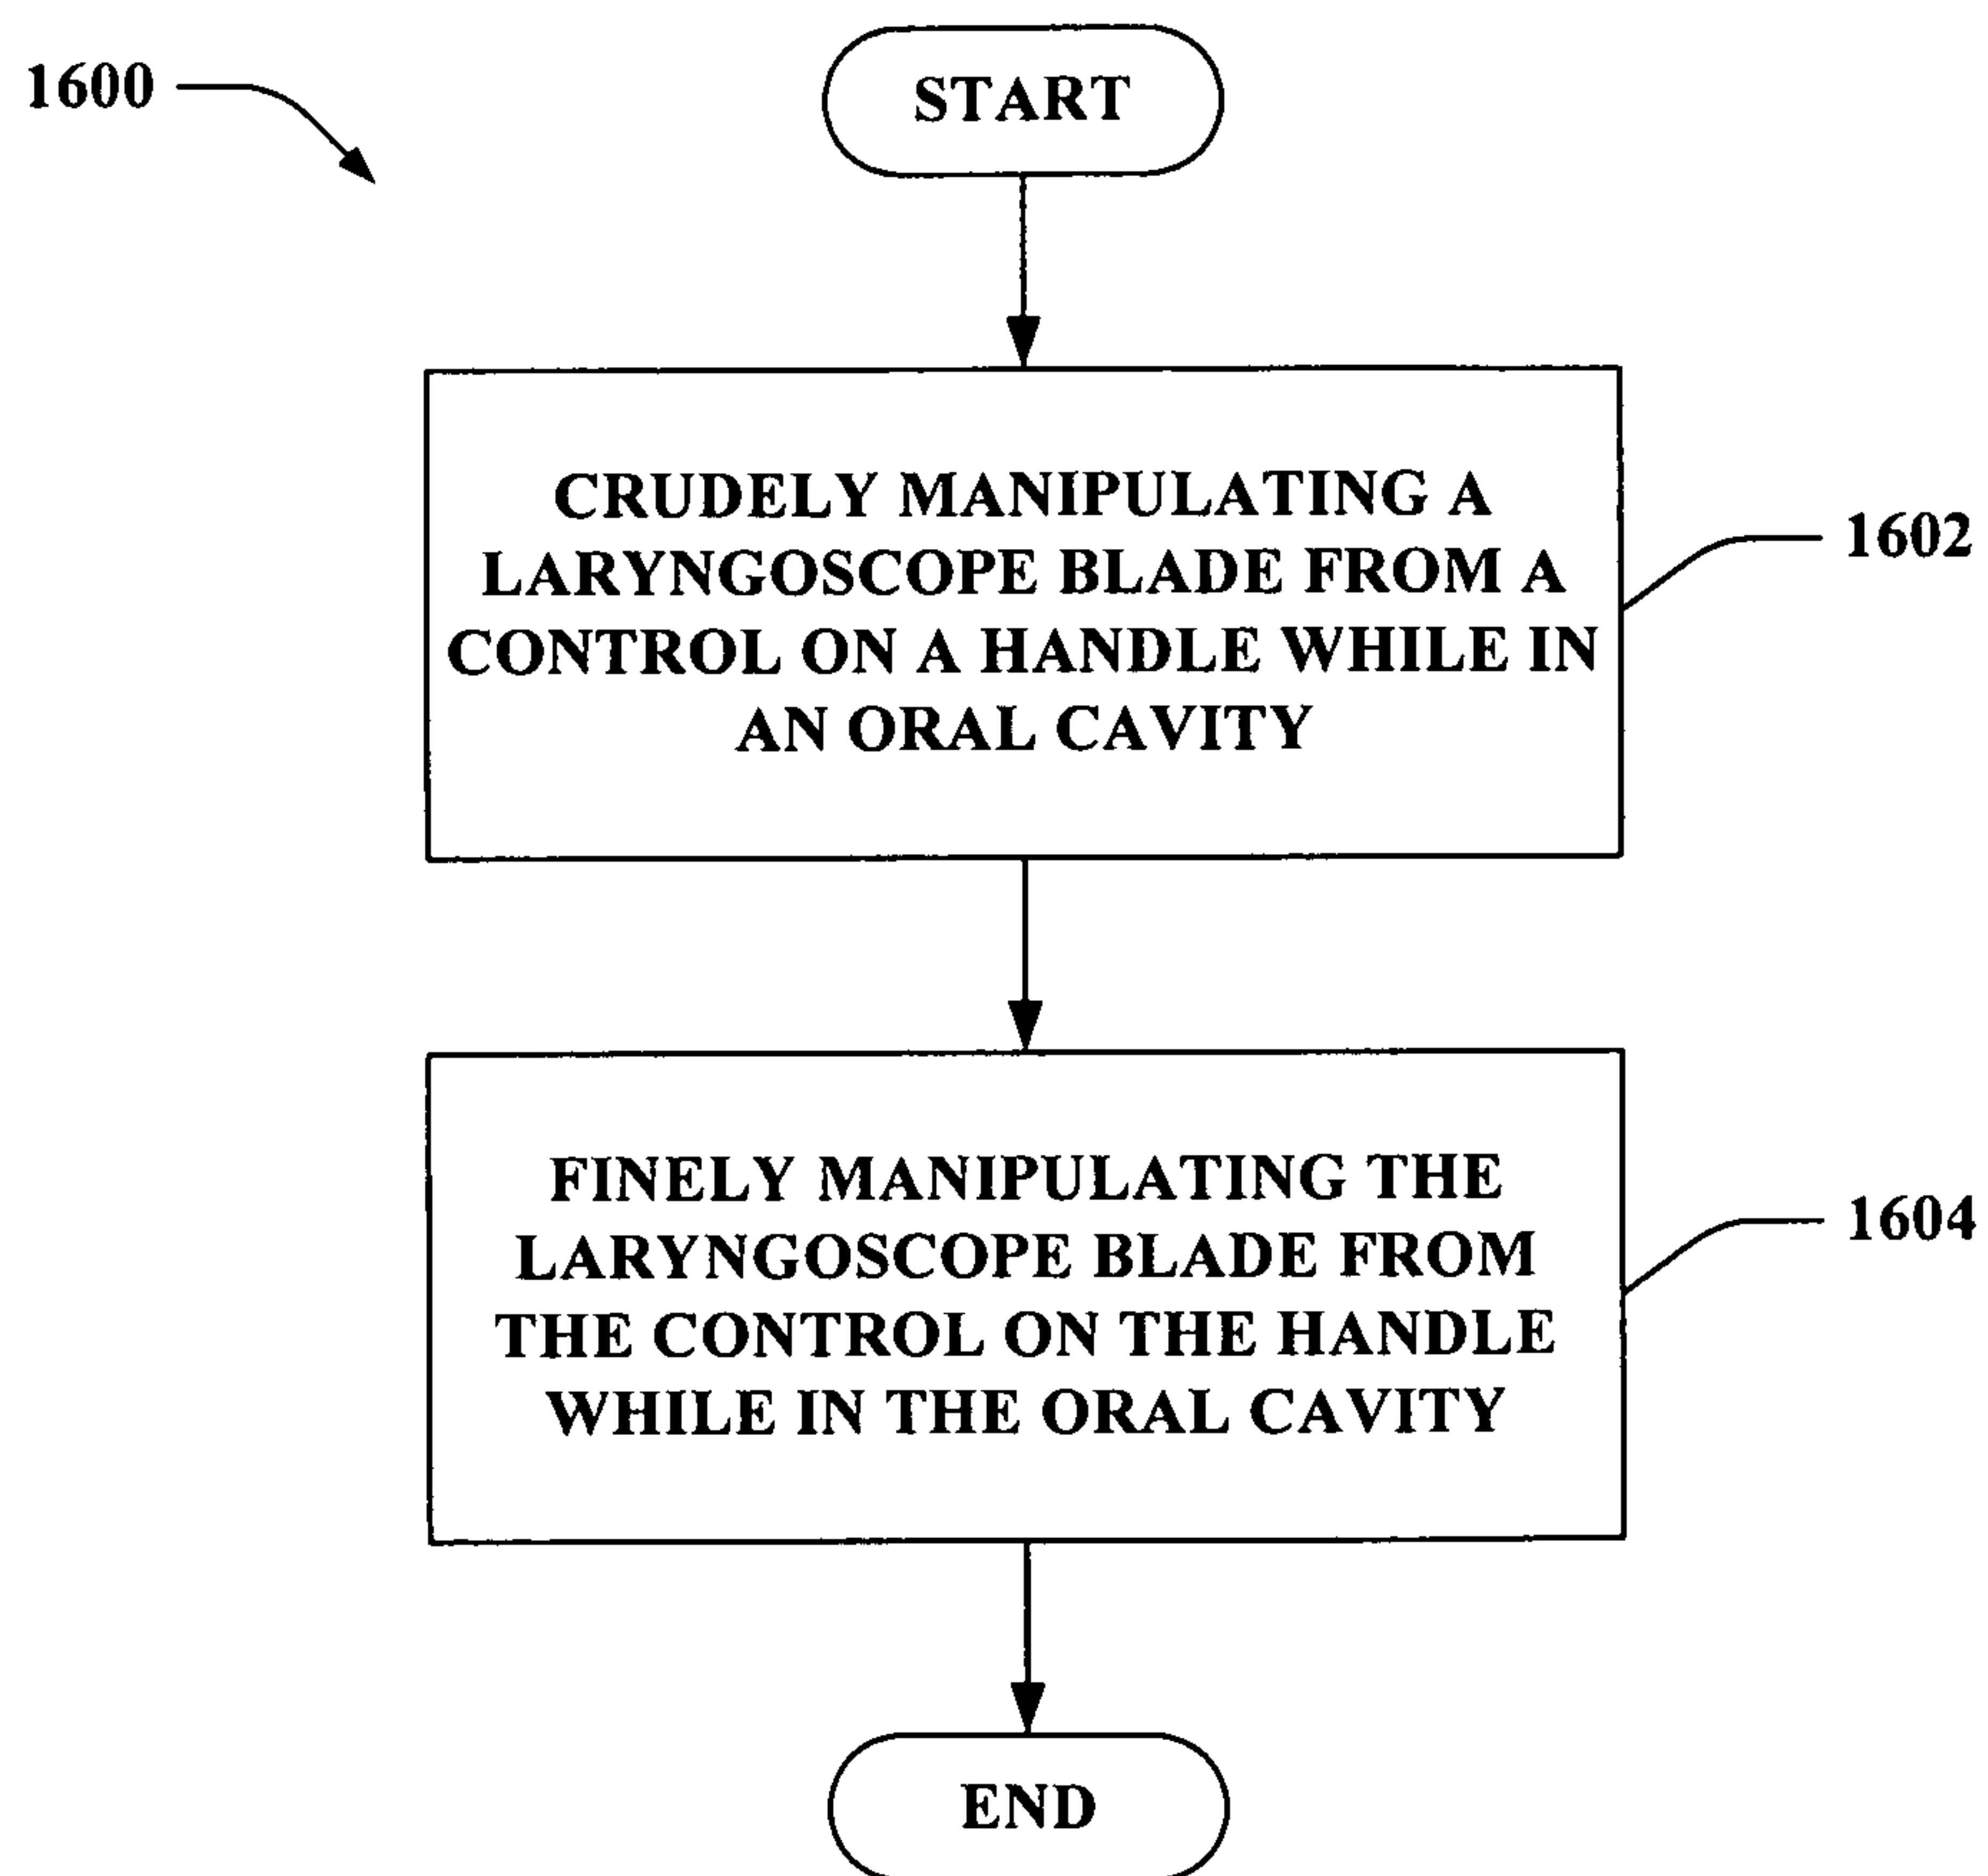 1600
START
CRUDELY MANIPULATING A
LARYNGOSCOPE BLADE FROM A
CONTROL ON A HANDLE WHILE IN
AN ORAL CAVITY
1602
FINELY MANIPULATING THE
LARYNGOSCOPE BLADE FROM
THE CONTROL ON THE HANDLE
WHILE IN THE ORAL CAVITY
1604
END